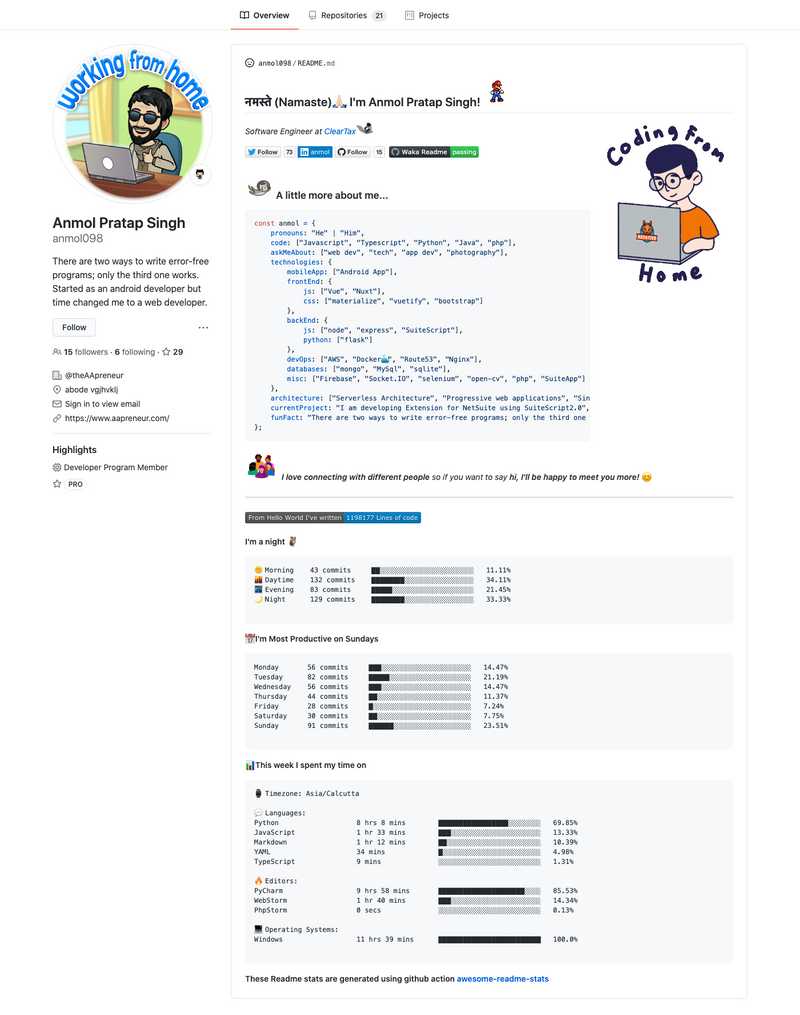 Overview
Repositories 21
Projects
working from home
Anmol Pratap Singh
anmol098
There are two ways to write error-free
programs; only the third one works.
Started as an android developer but
time changed me to a web developer.
Follow
15 followers · 6 following · 29
@theAApreneur
abode vgjhvklj
Sign in to view email
https://www.aapreneur.com/
Highlights
Developer Program Member
PRO
anmol098/README.md
नमस्ते (Namaste)🙏🏻, I'm Anmol Pratap Singh!
Software Engineer at ClearTax
Follow 73 in anmol Follow 15 Waka Readme passing
Coding From
Home
A little more about me...
const anmol = {
pronouns: "He" | "Him",
code: ["Javascript", "Typescript", "Python", "Java", "php"],
askMeAbout: ["web dev", "tech", "app dev", "photography"],
technologies: {
mobileApp: ["Android App"],
frontEnd: {
js: ["Vue", "Nuxt"],
css: ["materialize", "vuetify", "bootstrap"]
},
backEnd: {
js: ["node", "express", "SuiteScript"],
python: ["flask"]
},
devOps: ["AWS", "Docker🐳", "Route53", "Nginx"],
databases: ["mongo", "MySql", "sqlite"],
misc: ["Firebase", "Socket.IO", "selenium", "open-cv", "php", "SuiteApp"]
},
architecture: ["Serverless Architecture", "Progressive web applications", "Sin
currentProject: "I am developing Extension for NetSuite using SuiteScript2.0",
funFact: "There are two ways to write error-free programs; only the third one
};
I love connecting with different people so if you want to say hi, I'll be happy to meet you more! 😊
From Hello World I've written 1198177 Lines of code
I'm a night 🦉
🌞 Morning 43 commits 11.11%
🌆 Daytime 132 commits 34.11%
🌃 Evening 83 commits 21.45%
🌙 Night 129 commits 33.33%
📅I'm Most Productive on Sundays
Monday 56 commits 14.47%
Tuesday 82 commits 21.19%
Wednesday 56 commits 14.47%
Thursday 44 commits 11.37%
Friday 28 commits 7.24%
Saturday 30 commits 7.75%
Sunday 91 commits 23.51%
📊This week I spent my time on
⌚︎ Timezone: Asia/Calcutta
💬 Languages:
Python 8 hrs 8 mins 69.85%
JavaScript 1 hr 33 mins 13.33%
Markdown 1 hr 12 mins 10.39%
YAML 34 mins 4.98%
TypeScript 9 mins 1.31%
🔥 Editors:
PyCharm 9 hrs 58 mins 85.53%
WebStorm 1 hr 40 mins 14.34%
PhpStorm 0 secs 0.13%
💻 Operating Systems:
Windows 11 hrs 39 mins 100.0%
These Readme stats are generated using github action awesome-readme-stats